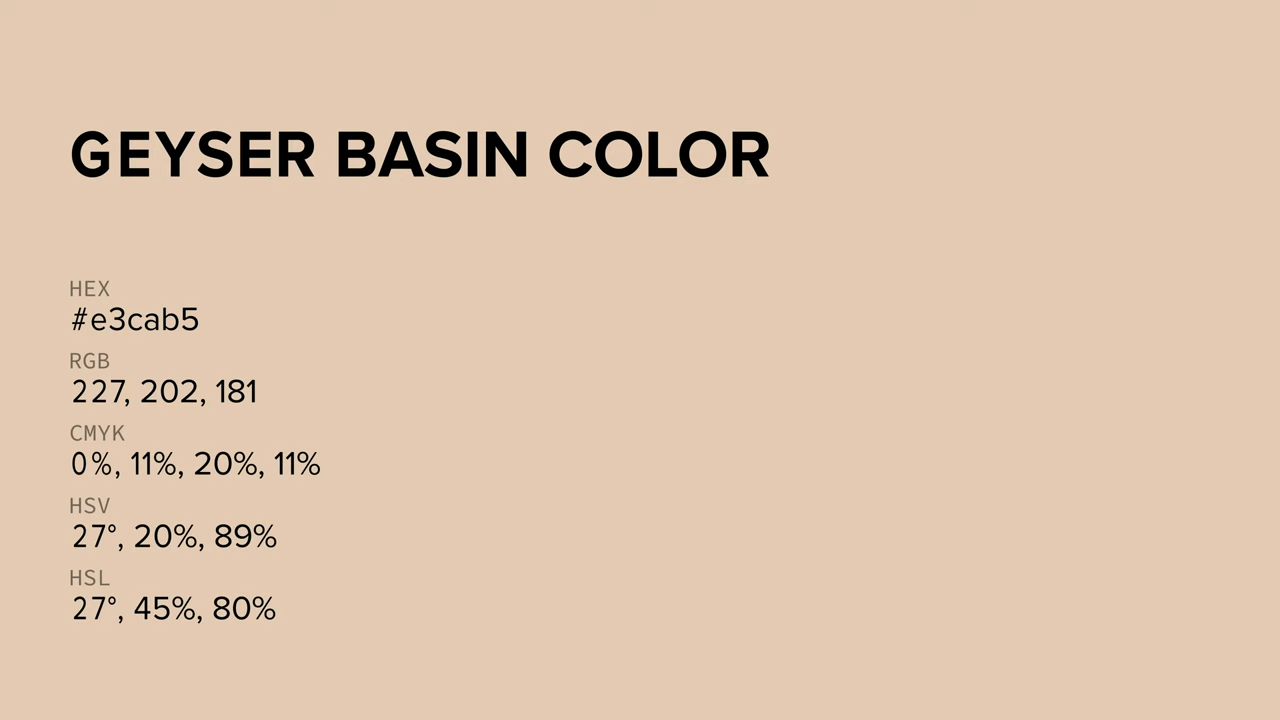 GEYSER BASIN COLOR
HEX
#e3cab5
RGB
227, 202, 181
CMYK
0%, 11%, 20%, 11%
HSV
27°, 20%, 89%
HSL
27°, 45%, 80%